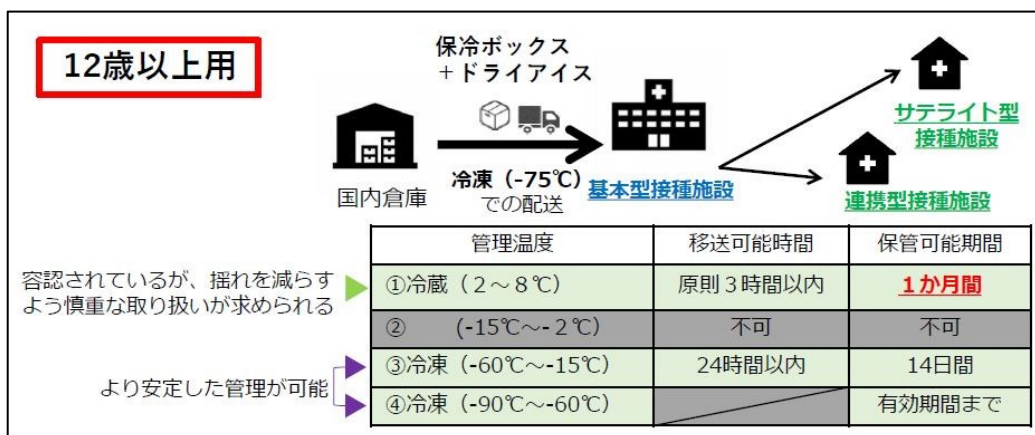 12歳以上用
保冷ボックス
+ドライアイス
国内倉庫
冷凍(-75℃)
での配送
基本型接種施設
サテライト型
接種施設
連携型接種施設
管理温度 移送可能時間 保管可能期間
容認されているが、揺れを減らす
よう慎重な取り扱いが求められる
①冷蔵(2~8℃) 原則3時間以内 1か月間
② (-15℃~-2℃) 不可 不可
より安定した管理が可能
③冷凍(-60℃~-15℃) 24時間以内 14日間
④冷凍(-90℃~-60℃) 有効期間まで